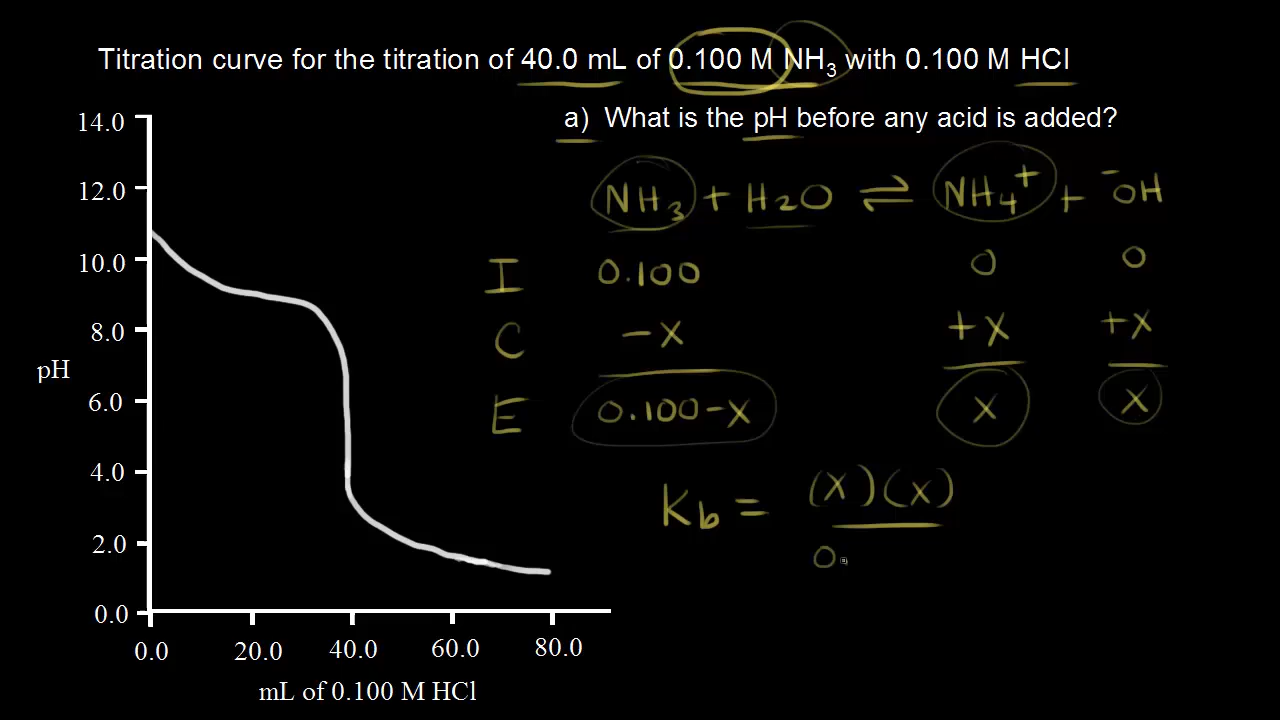 Titration curve for the titration of 40.0 mL of 0.100 M NH₃ with 0.100 M HCl
a) What is the pH before any acid is added?
NH₃ + H₂O ⇌ NH₄⁺ + ⁻OH
I 0.100 0 0
C -X +X +X
E 0.100-X X X
Kb = (X)(X)
0.
14.0
12.0
10.0
8.0
pH
6.0
4.0
2.0
0.0
0.0 20.0 40.0 60.0 80.0
mL of 0.100 M HCl